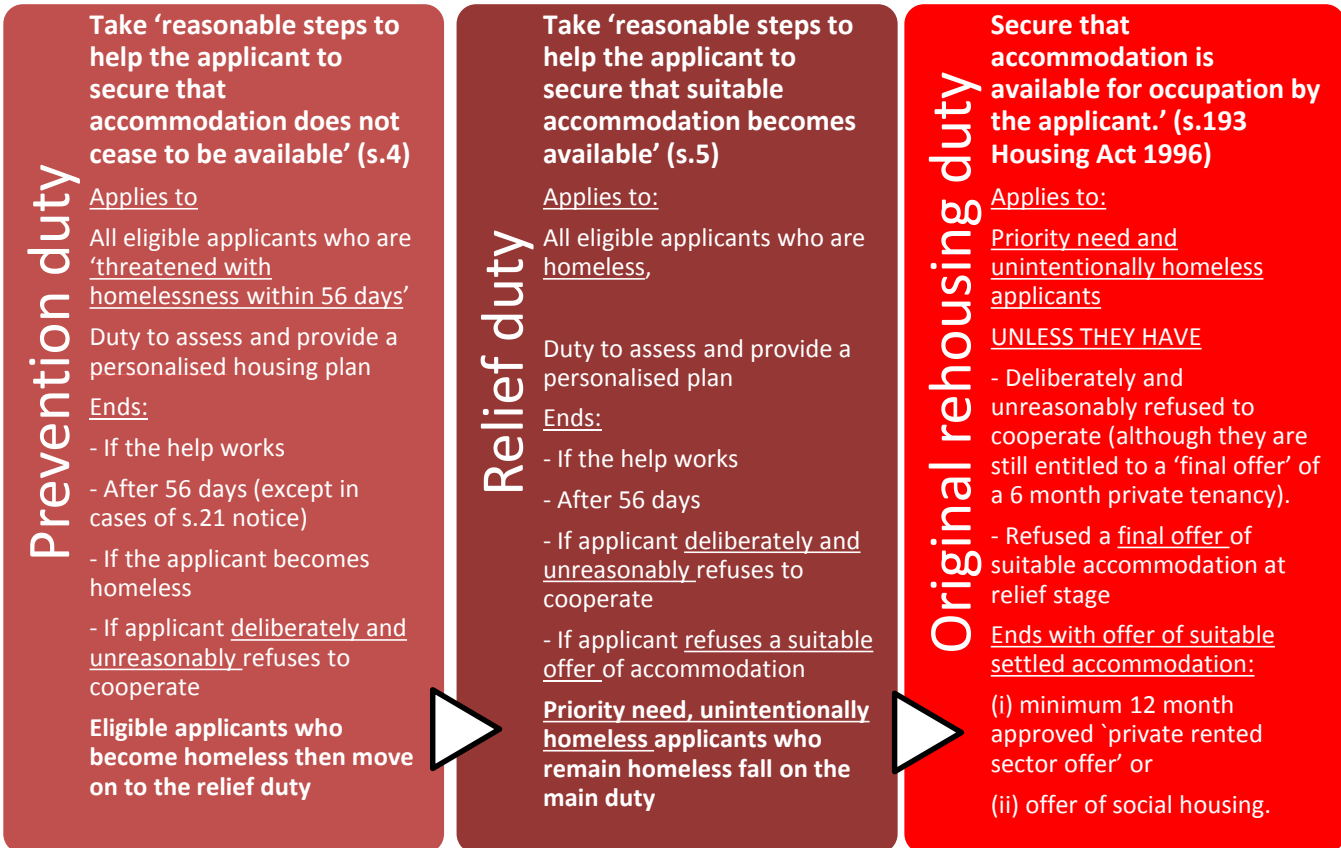 Prevention duty
Take ‘reasonable steps to
help the applicant to
secure that
accommodation does not
cease to be available’ (s.4)
Applies to
All eligible applicants who are
‘threatened with
homelessness within 56 days’
Duty to assess and provide a
personalised housing plan
Ends:
- If the help works
- After 56 days (except in
cases of s.21 notice)
- If the applicant becomes
homeless
- If applicant deliberately and
unreasonably refuses to
cooperate
Eligible applicants who
become homeless then move
on to the relief duty
Relief duty
Take ‘reasonable steps to
help the applicant to
secure that suitable
accommodation becomes
available’ (s.5)
Applies to:
All eligible applicants who are
homeless,
Duty to assess and provide a
personalised plan
Ends:
- If the help works
- After 56 days
- If applicant deliberately and
unreasonably refuses to
cooperate
- If applicant refuses a suitable
offer of accommodation
Priority need, unintentionally
homeless applicants who
remain homeless fall on the
main duty
Original rehousing duty
Secure that
accommodation is
available for occupation by
the applicant.’ (s.193
Housing Act 1996)
Applies to:
Priority need and
unintentionally homeless
applicants
UNLESS THEY HAVE
- Deliberately and
unreasonably refused to
cooperate (although they are
still entitled to a ‘final offer’ of
a 6 month private tenancy).
- Refused a final offer of
suitable accommodation at
relief stage
Ends with offer of suitable
settled accommodation:
(i) minimum 12 month
approved `private rented
sector offer’ or
(ii) offer of social housing.